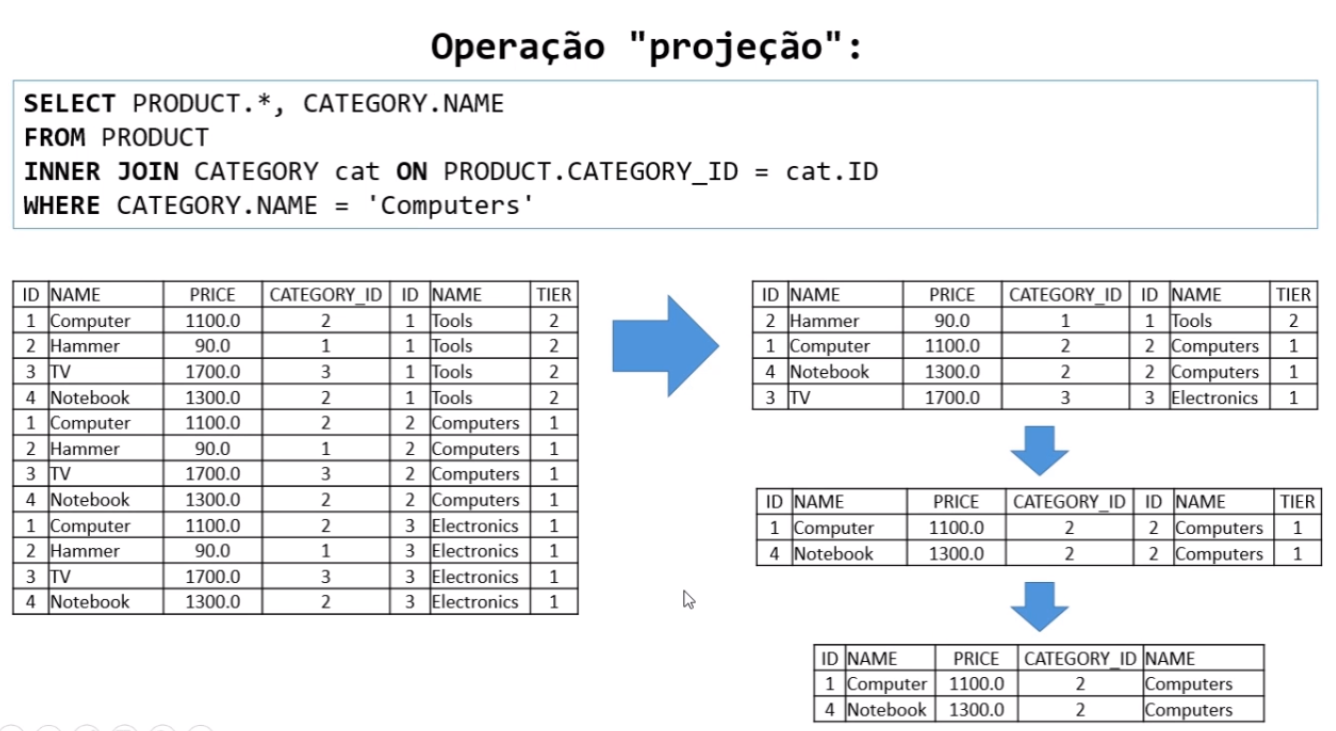 Operação "projeção":
SELECT PRODUCT.*, CATEGORY.NAME
FROM PRODUCT
INNER JOIN CATEGORY cat ON PRODUCT.CATEGORY_ID = cat.ID
WHERE CATEGORY.NAME = 'Computers'
ID NAME PRICE CATEGORY_ID ID NAME TIER
1 Computer 1100.0 2 1 Tools 2
2 Hammer 90.0 1 1 Tools 2
3 TV 1700.0 3 1 Tools 2
4 Notebook 1300.0 2 1 Tools 2
1 Computer 1100.0 2 2 Computers 1
2 Hammer 90.0 1 2 Computers 1
3 TV 1700.0 3 2 Computers 1
4 Notebook 1300.0 2 2 Computers 1
1 Computer 1100.0 2 3 Electronics 1
2 Hammer 90.0 1 3 Electronics 1
3 TV 1700.0 3 3 Electronics 1
4 Notebook 1300.0 2 3 Electronics 1
ID NAME PRICE CATEGORY_ID ID NAME TIER
2 Hammer 90.0 1 1 Tools 2
1 Computer 1100.0 2 2 Computers 1
4 Notebook 1300.0 2 2 Computers 1
3 TV 1700.0 3 3 Electronics 1
ID NAME PRICE CATEGORY_ID ID NAME TIER
1 Computer 1100.0 2 2 Computers 1
4 Notebook 1300.0 2 2 Computers 1
ID NAME PRICE CATEGORY_ID NAME
1 Computer 1100.0 2 Computers
4 Notebook 1300.0 2 Computers